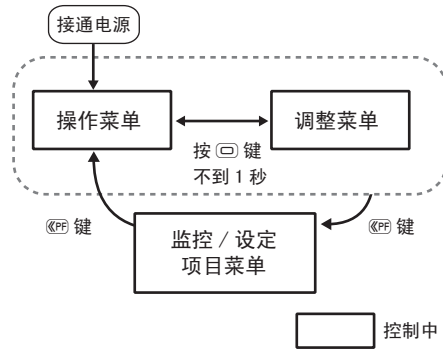 接通电源
操作菜单
调整菜单
按 键
不到 1 秒
PF 键
PF 键
监控 / 设定
项目菜单
控制中